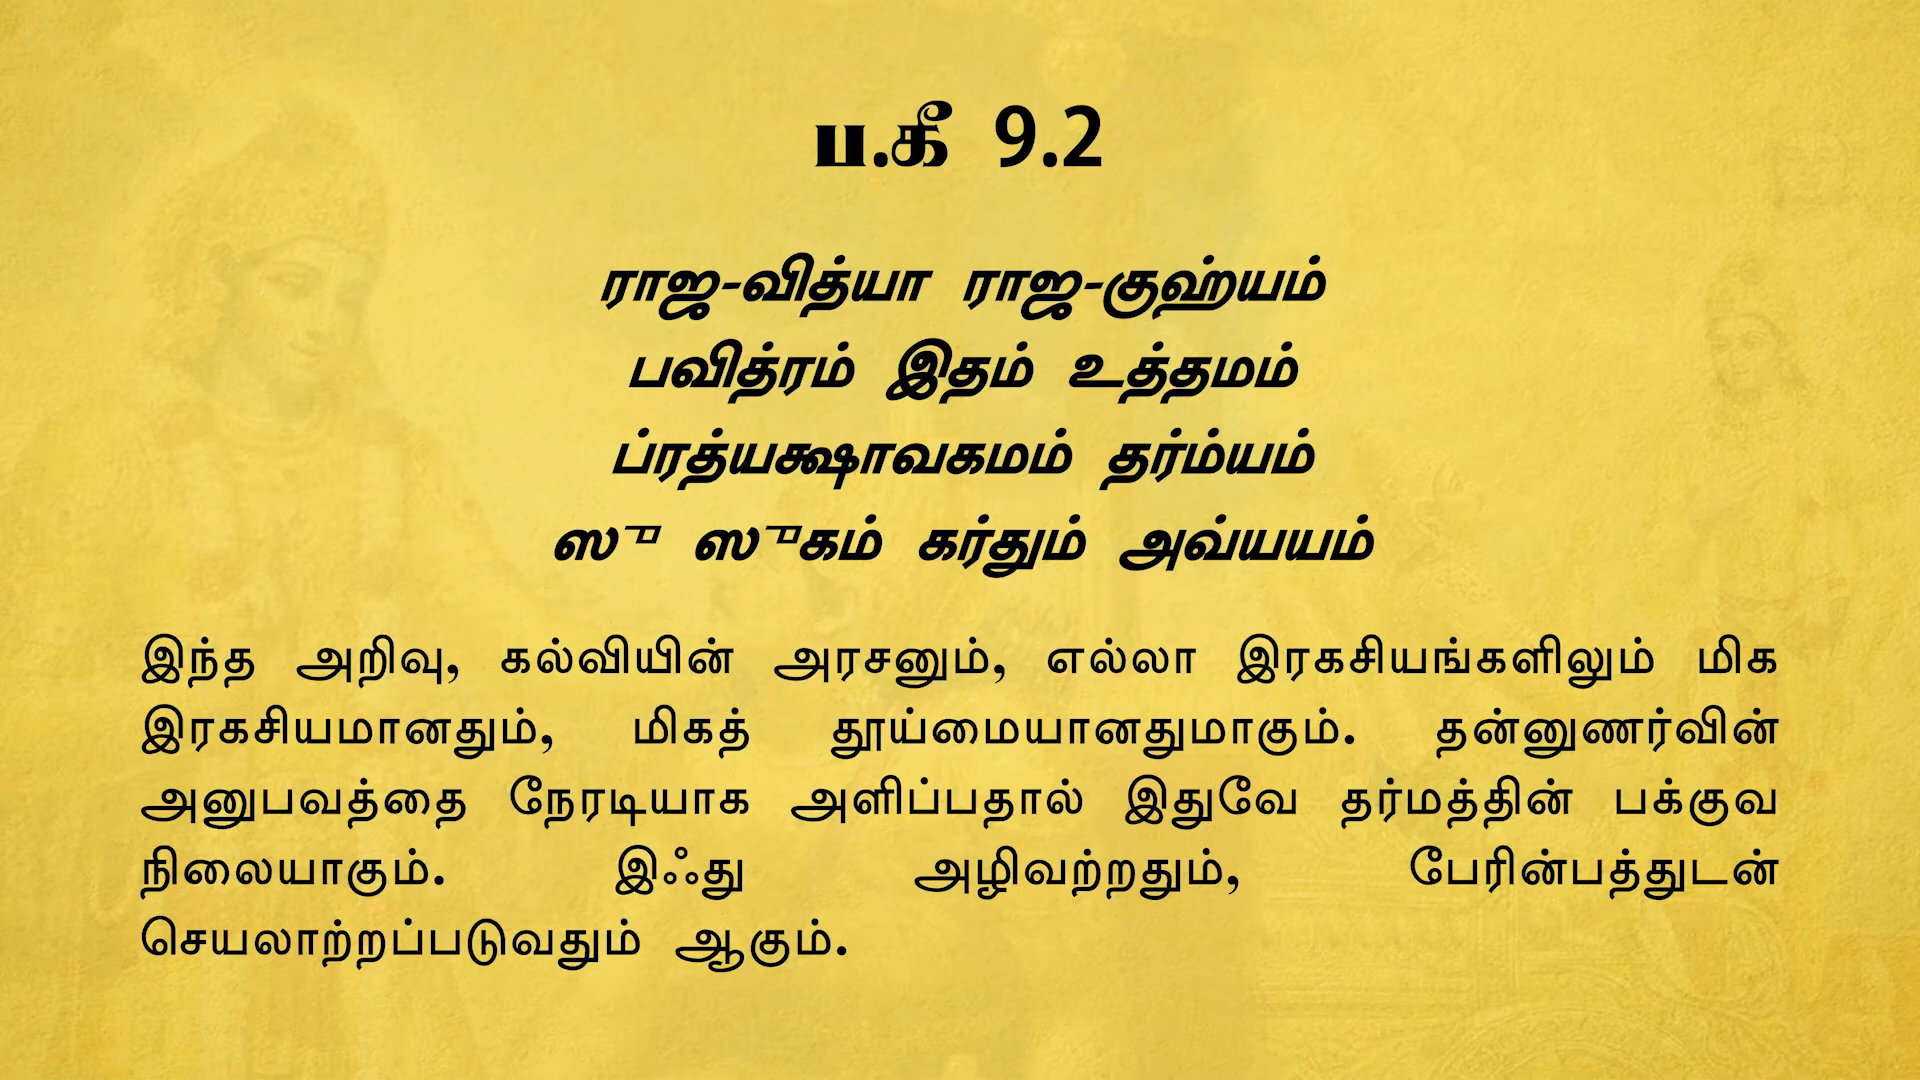 ப.கீ 9.2
ராஜ-வித்யா ராஜ-குஹ்யம்
பவித்ரம் இதம் உத்தமம்
ப்ரத்யக்ஷாவகமம் தர்ம்யம்
ஸு ஸுகம் கர்தும் அவ்யயம்
இந்த அறிவு, கல்வியின் அரசனும், எல்லா இரகசியங்களிலும் மிக
இரகசியமானதும், மிகத் தூய்மையானதுமாகும். தன்னுணர்வின்
அனுபவத்தை நேரடியாக அளிப்பதால் இதுவே தர்மத்தின் பக்குவ
நிலையாகும். இஃது அழிவற்றதும், பேரின்பத்துடன்
செயலாற்றப்படுவதும் ஆகும்.